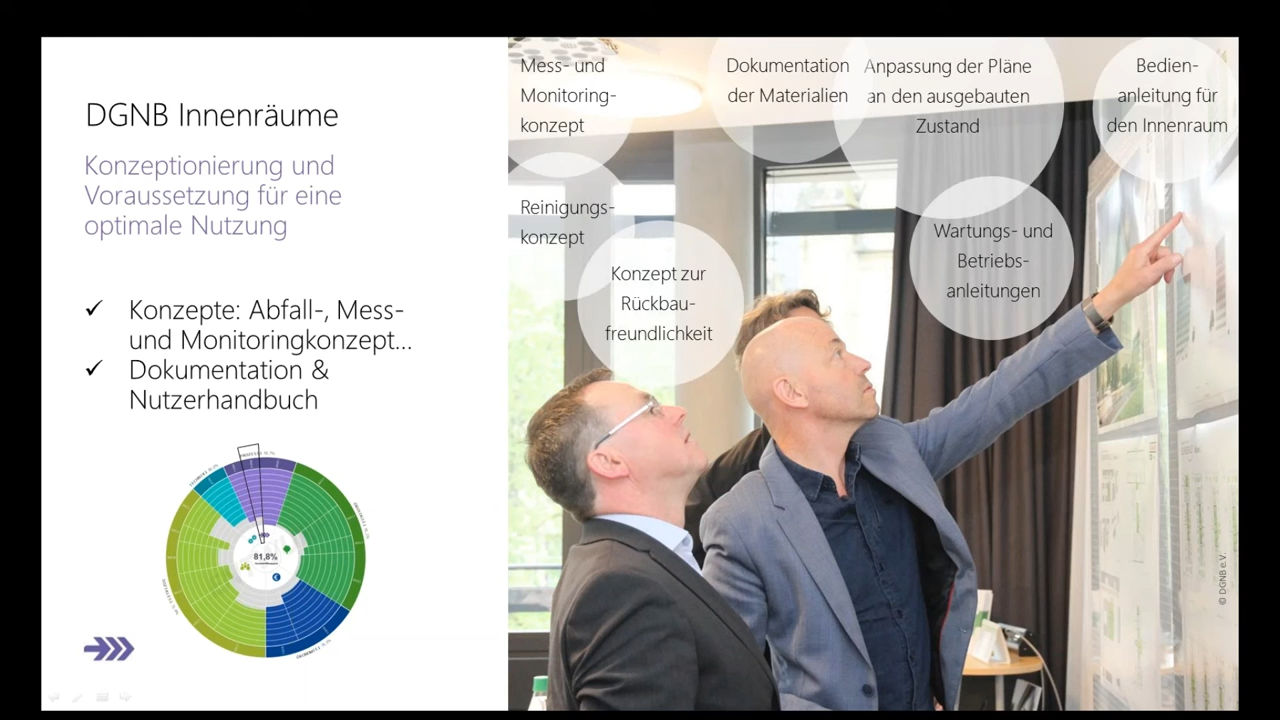 DGNB Innenräume
Konzeptionierung und
Voraussetzung für eine
optimale Nutzung
✓ Konzepte: Abfall-, Mess-
und Monitoringkonzept...
✓ Dokumentation &
Nutzerhandbuch
81,8%
Mess- und
Monitoring-
konzept
Dokumentation
der Materialien
Anpassung der Pläne
an den ausgebauten
Zustand
Bedien-
anleitung für
den Innenraum
Reinigungs-
konzept
Konzept zur
Rückbau-
freundlichkeit
Wartungs- und
Betriebs-
anleitungen
© DGNB e.V.